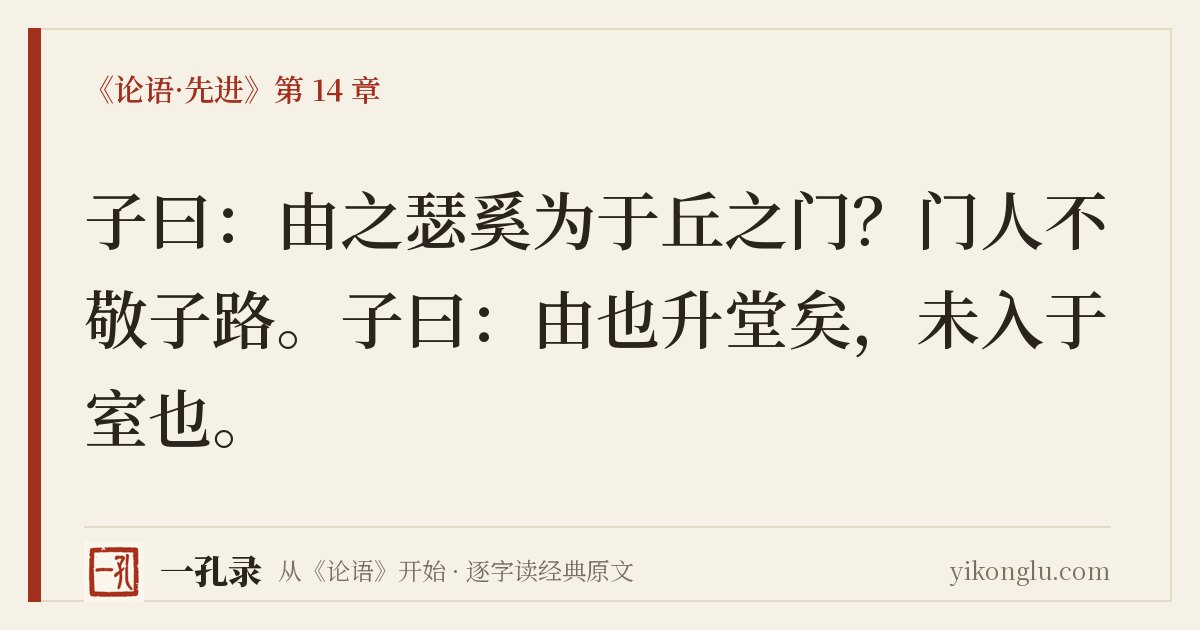 《论语·先进》第 14 章
子曰：由之瑟奚为于丘之门？门人不
敬子路。子曰：由也升堂矣，未入于
室也。
一孔 一孔录 从《论语》开始 · 逐字读经典原文 yikonglu.com